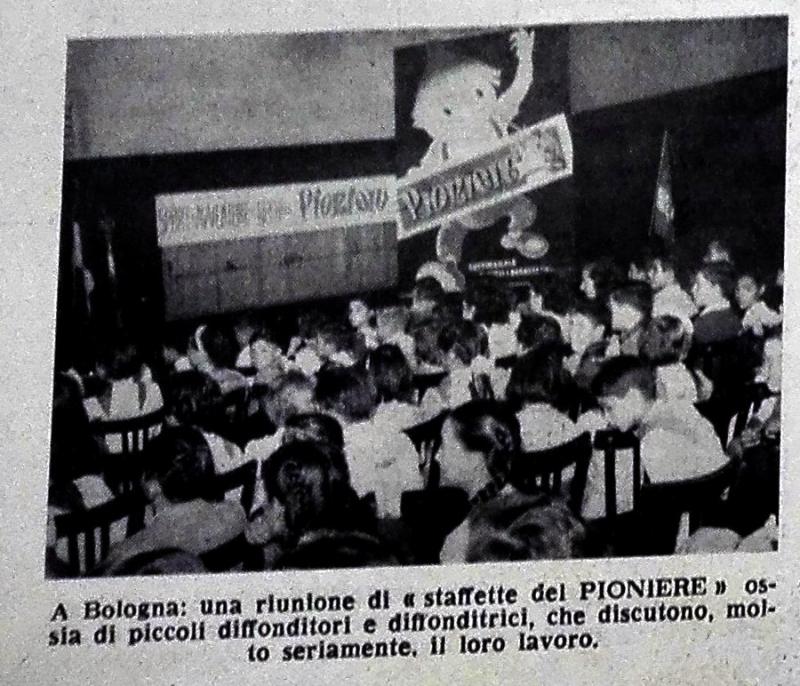 Pioniere
PIONIERE
A Bologna: una riunione di « staffette del PIONIERE » os-
sia di piccoli diffonditori e diffonditrici, che discutono, mol-
to seriamente, il loro lavoro.